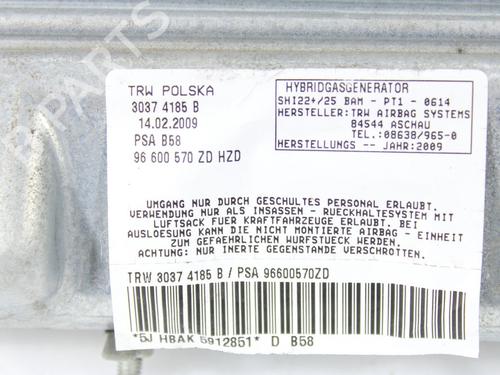 TRW POLSKA
3037 4185 B
14.02.2009
PSA B58
96 600 570 ZD HZD
HYBRIDGASGENERATOR
SHI22+/25 BAM - PT1 - 0614
HERSTELLER: TRW AIRBAG SYSTEMS
84544 ASCHAU
TEL.:08638/965-0
HERSTELLUNGS -- JAHR:2009
UMGANG NUR DURCH GESCHULTES PERSONAL ERLAUBT.
VERWENDUNG NUR ALS INSASSEN - RUECKHALTESYSTEM MIT
LUFTSACK FUER KRAFTFAHRZEUGE ERLAUBT. BEI
AUSLOESUNG KANN DIE NICHT MONTIERTE AIRBAG - EINHEIT
ZUM GEFAEHRLICHEN WURFSTUECK WERDEN.
ACHTUNG: NUR INERTE GEGENSTAENDE VERSCHROTTEN.
TRW 3037 4185 B / PSA 96600570ZD
*5J HBAK 5912851* D B58